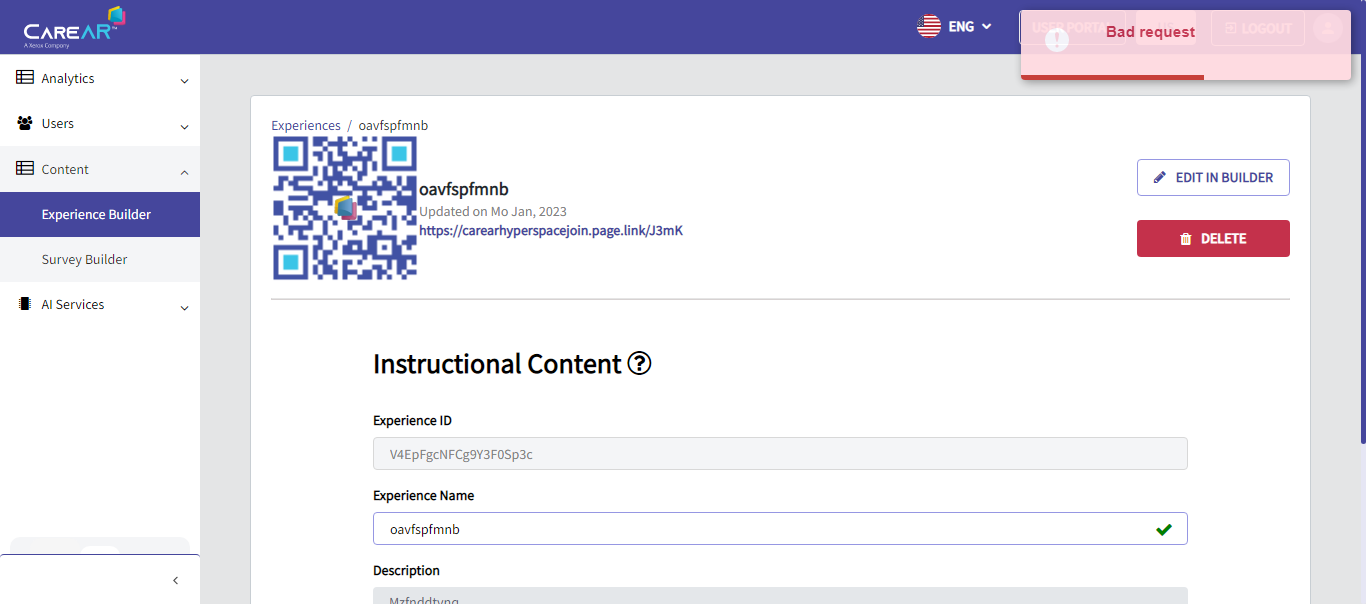 CAREAR™
A Xerox Company
ENG
USER PORTA
LOGOUT
Bad request
Analytics
Users
Content
Experience Builder
Survey Builder
AI Services
Experiences / oavfspfmnb
oavfspfmnb
Updated on Mo Jan, 2023
https://carearhyperspacejoin.page.link/J3mK
EDIT IN BUILDER
DELETE
Instructional Content
Experience ID
V4EpFgcNFCg9Y3F0Sp3c
Experience Name
oavfspfmnb
Description
Mzfnddtvnq